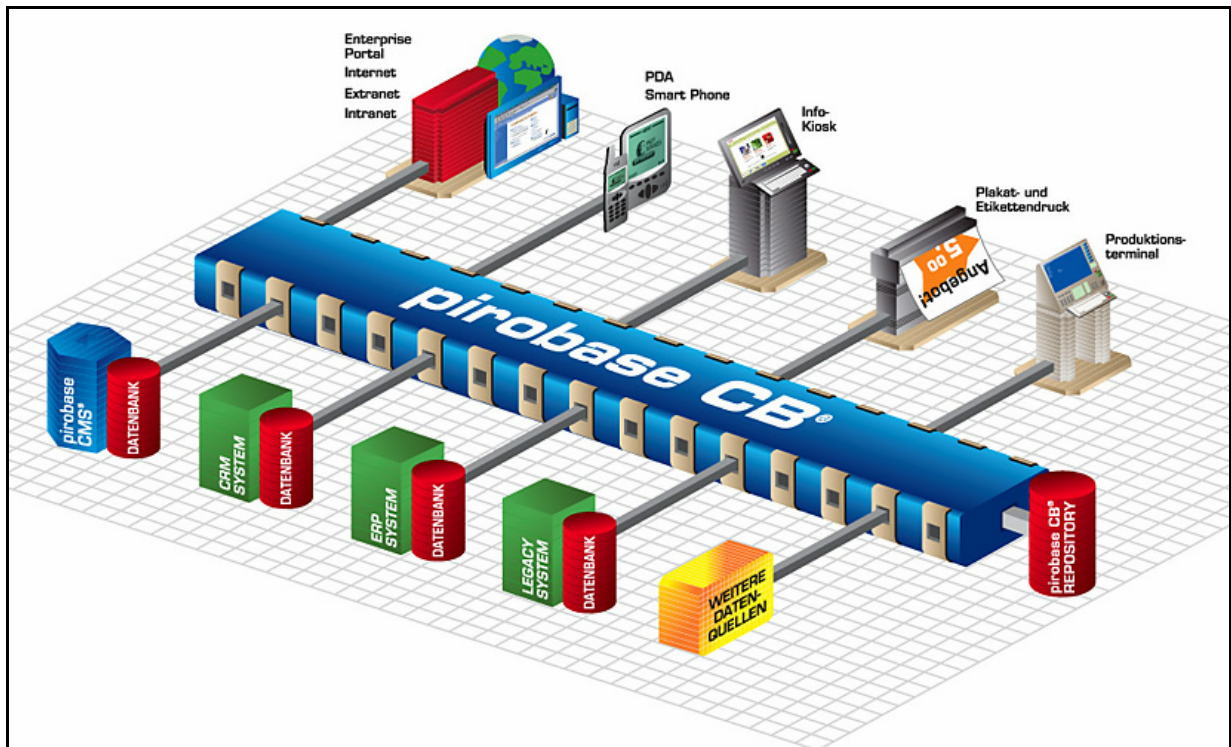 Enterprise
Portal
Internet
Extranet
Intranet
PDA
Smart Phone
Info-
Kiosk
Plakat- und
Etikettendruck
Produktions-
terminal
5.00
Angebot!
pirobase CB®
pirobase
CMS®
DATENBANK
CRM
SYSTEM
DATENBANK
ERP
SYSTEM
DATENBANK
LEGACY
SYSTEM
DATENBANK
WEITERE
DATEN-
QUELLEN
pirobase CB®
REPOSITORY